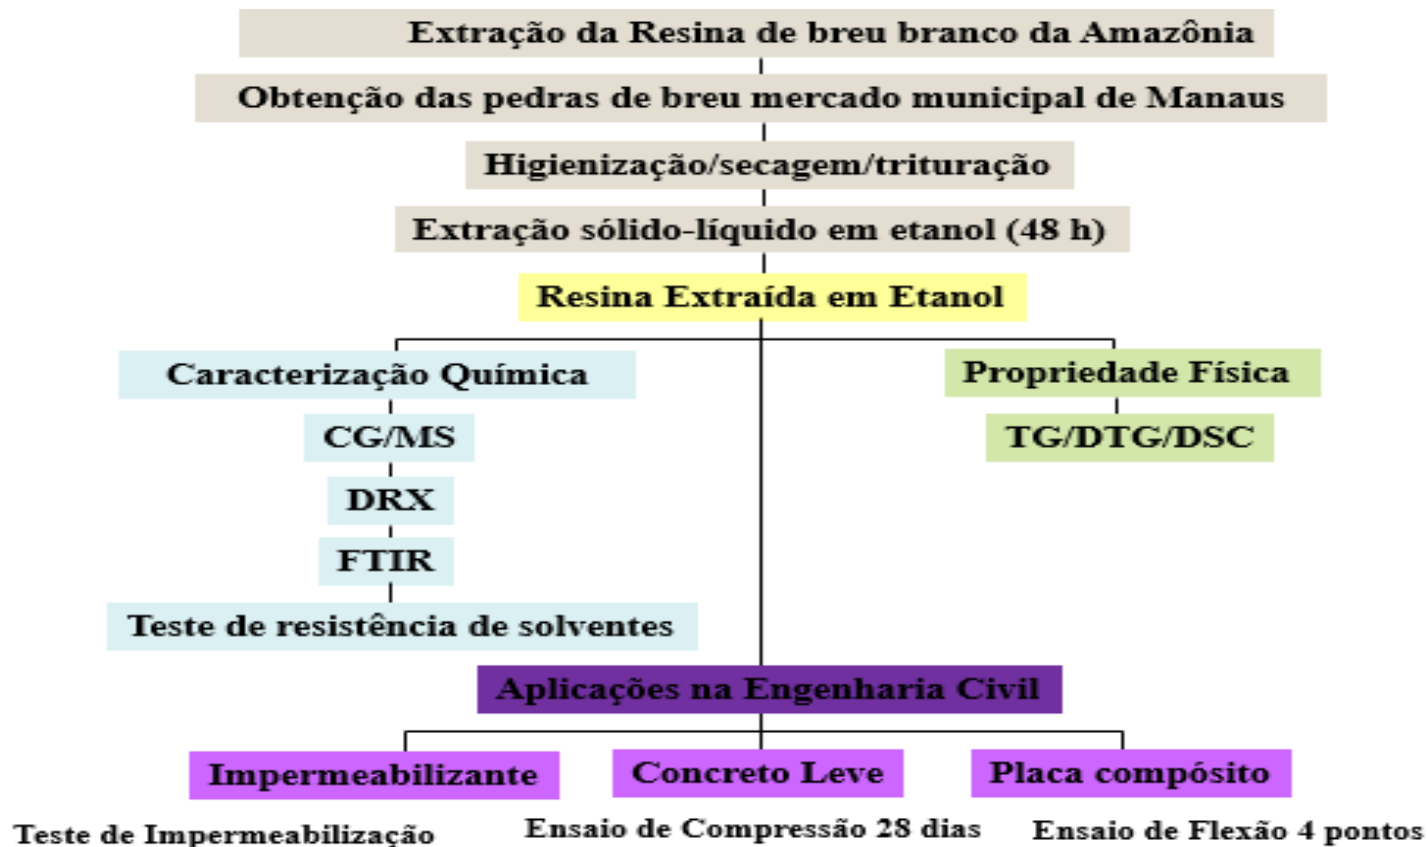 Extração da Resina de breu branco da Amazônia
Obtenção das pedras de breu mercado municipal de Manaus
Higienização/secagem/trituração
Extração sólido-líquido em etanol (48 h)
Resina Extraída em Etanol
Caracterização Química
Propriedade Física
CG/MS
TG/DTG/DSC
DRX
FTIR
Teste de resistência de solventes
Aplicações na Engenharia Civil
Impermeabilizante
Concreto Leve
Placa compósito
Teste de Impermeabilização
Ensaio de Compressão 28 dias
Ensaio de Flexão 4 pontos